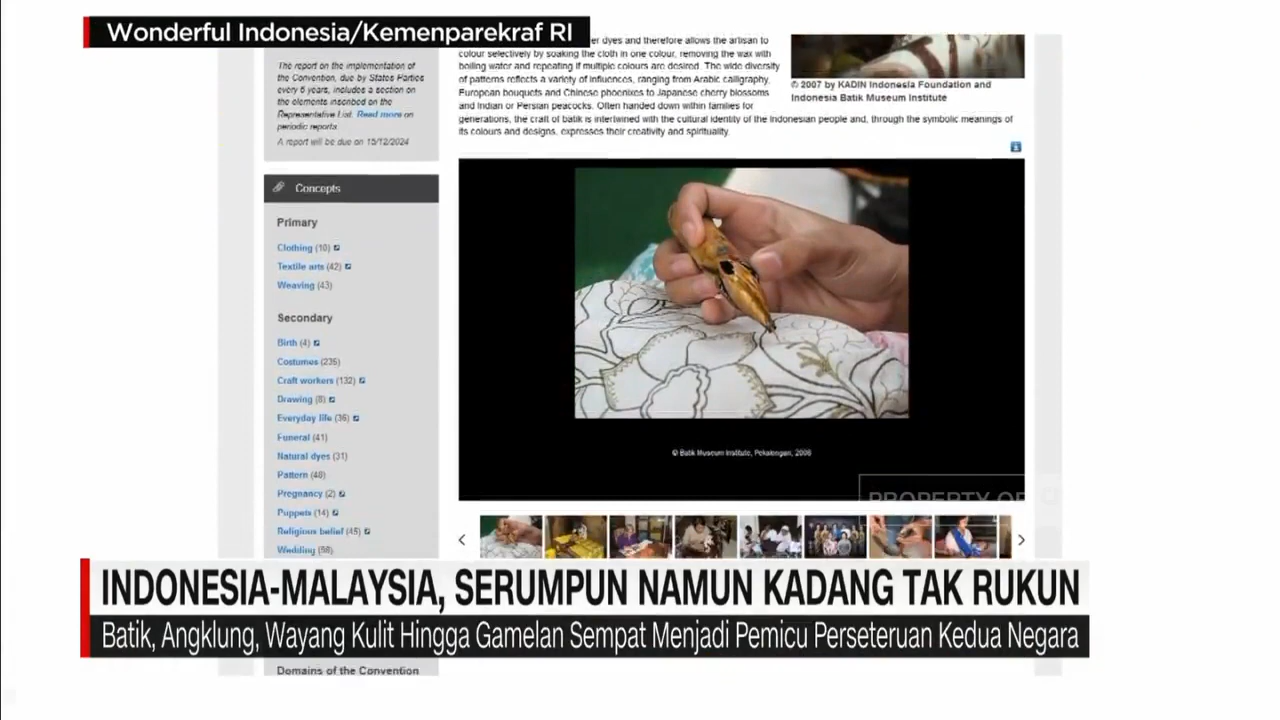 Wonderful Indonesia/Kemenparekraf RI
The report on the implementation of
the Convention, due by States Parties
every 6 years, includes a section on
the elements inscribed on the
Representative List. Read more on
periodic reports.
A report will be due on 15/12/2024
Concepts
Primary
Clothing (10)
Textile arts (42)
Weaving (43)
Secondary
Birth (4)
Costumes (235)
Craft workers (132)
Drawing (8)
Everyday life (36)
Funeral (41)
Natural dyes (31)
Pattern (48)
Pregnancy (2)
Puppets (14)
Religious belief (45)
Wedding (58)
dyes and therefore allows the artisan to
colour selectively by soaking the cloth in one colour, removing the wax with
boiling water and repeating if multiple colours are desired. The wide diversity
of patterns reflects a variety of influences, ranging from Arabic calligraphy,
European bouquets and Chinese phoenixes to Japanese cherry blossoms
and Indian or Persian peacocks. Often handed down within families for
generations, the craft of batik is intertwined with the cultural identity of the Indonesian people and, through the symbolic meanings of
its colours and designs, expresses their creativity and spirituality.
© 2007 by KADIN Indonesia Foundation and
Indonesia Batik Museum Institute
© Batik Museum Institute, Pekalongan, 2008
PROPERTY OF
INDONESIA-MALAYSIA, SERUMPUN NAMUN KADANG TAK RUKUN
Batik, Angklung, Wayang Kulit Hingga Gamelan Sempat Menjadi Pemicu Perseteruan Kedua Negara
Domains of the Convention